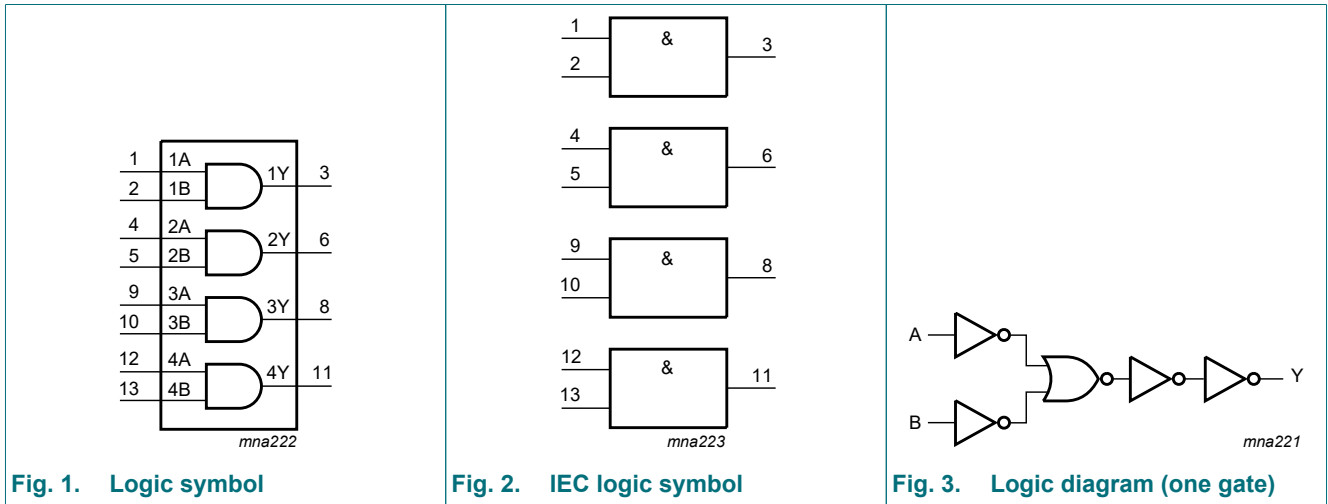 1 1A 1Y 3
2 1B
4 2A 2Y 6
5 2B
9 3A 3Y 8
10 3B
12 4A 4Y 11
13 4B
mna222
Fig. 1. Logic symbol
1 & 3
2
4 & 6
5
9 & 8
10
12 & 11
13
mna223
Fig. 2. IEC logic symbol
A
B
Y
mna221
Fig. 3. Logic diagram (one gate)